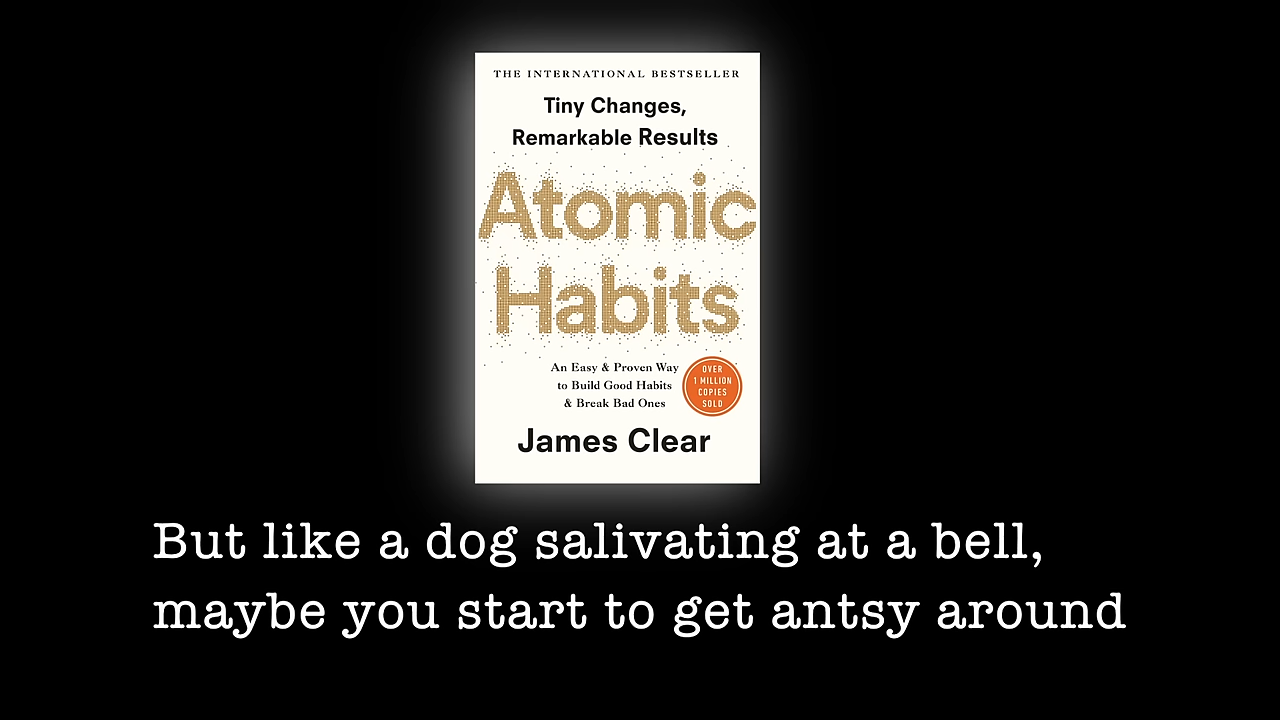 THE INTERNATIONAL BESTSELLER
Tiny Changes,
Remarkable Results
Atomic
Habits
An Easy & Proven Way
to Build Good Habits
& Break Bad Ones
OVER
1 MILLION
COPIES
SOLD
James Clear
But like a dog salivating at a bell,
maybe you start to get antsy around